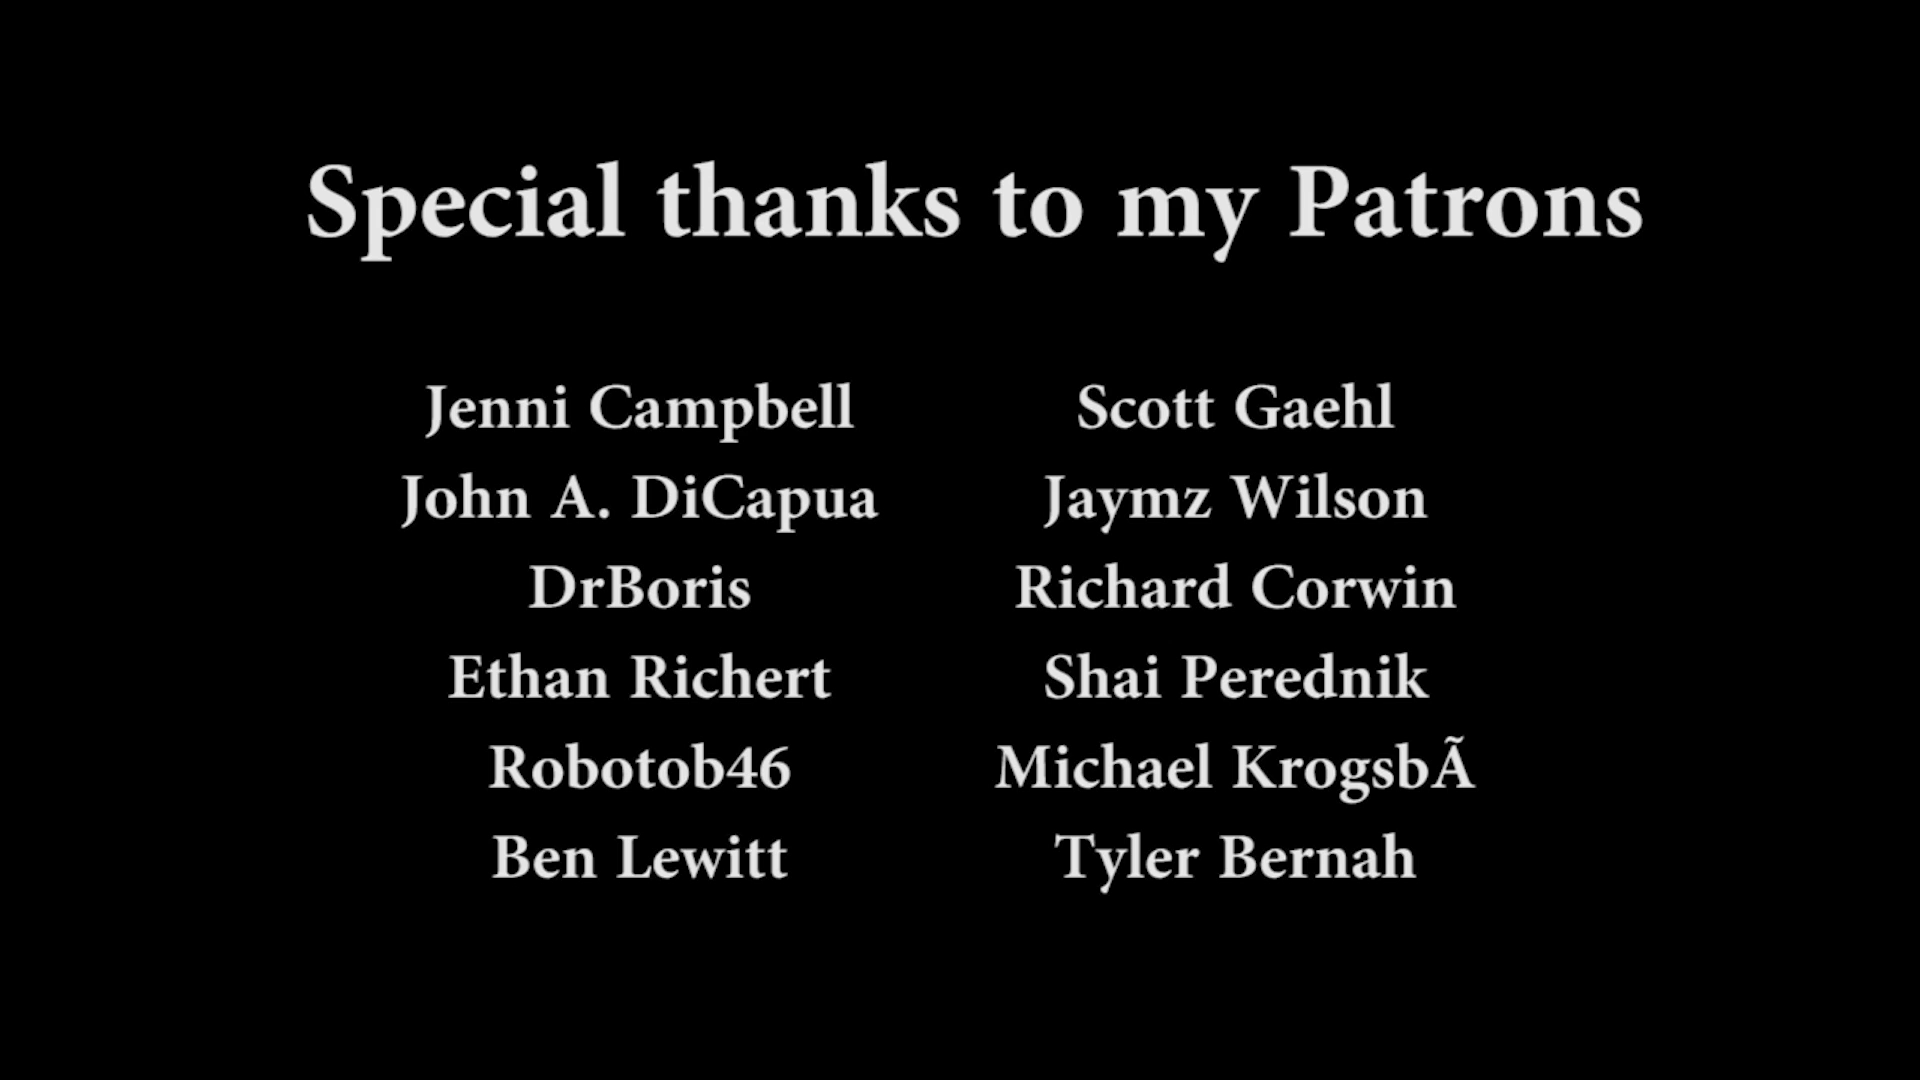 Special thanks to my Patrons
Jenni Campbell
John A. DiCapua
DrBoris
Ethan Richert
Robotob46
Ben Lewitt
Scott Gaehl
Jaymz Wilson
Richard Corwin
Shai Perednik
Michael KrogsbÃ
Tyler Bernah